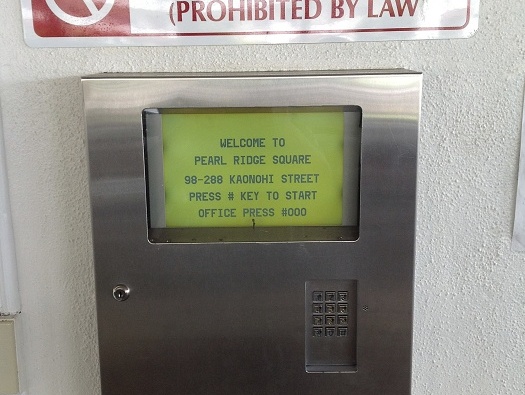 (PROHIBITED BY LAW
WELCOME TO
PEARL RIDGE SQUARE
98-288 KAONOHI STREET
PRESS # KEY TO START
OFFICE PRESS #000